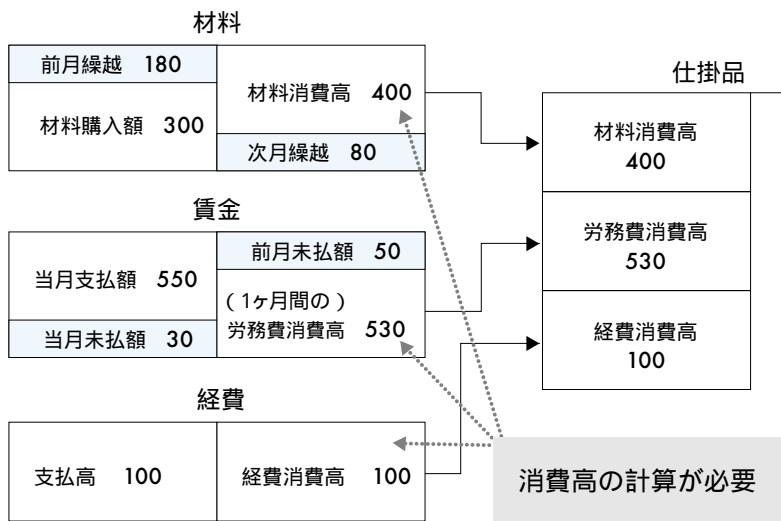 材料
前月繰越 180
材料購入額 300
材料消費高 400
次月繰越 80
賃金
当月支払額 550
当月未払額 30
前月未払額 50
(1ヶ月間の)
労務費消費高 530
経費
支払高 100
経費消費高 100
仕掛品
材料消費高
400
労務費消費高
530
経費消費高
100
消費高の計算が必要